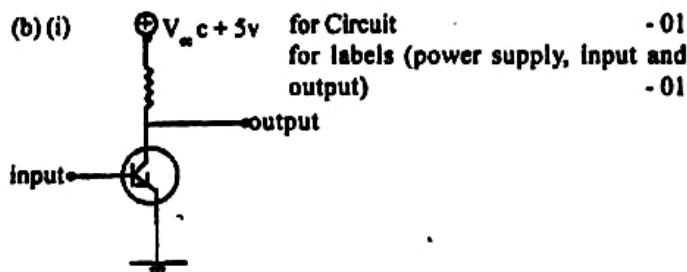 (b) (i) V∞ c + 5v for Circuit - 01
for labels (power supply, input and
output) - 01
output
input